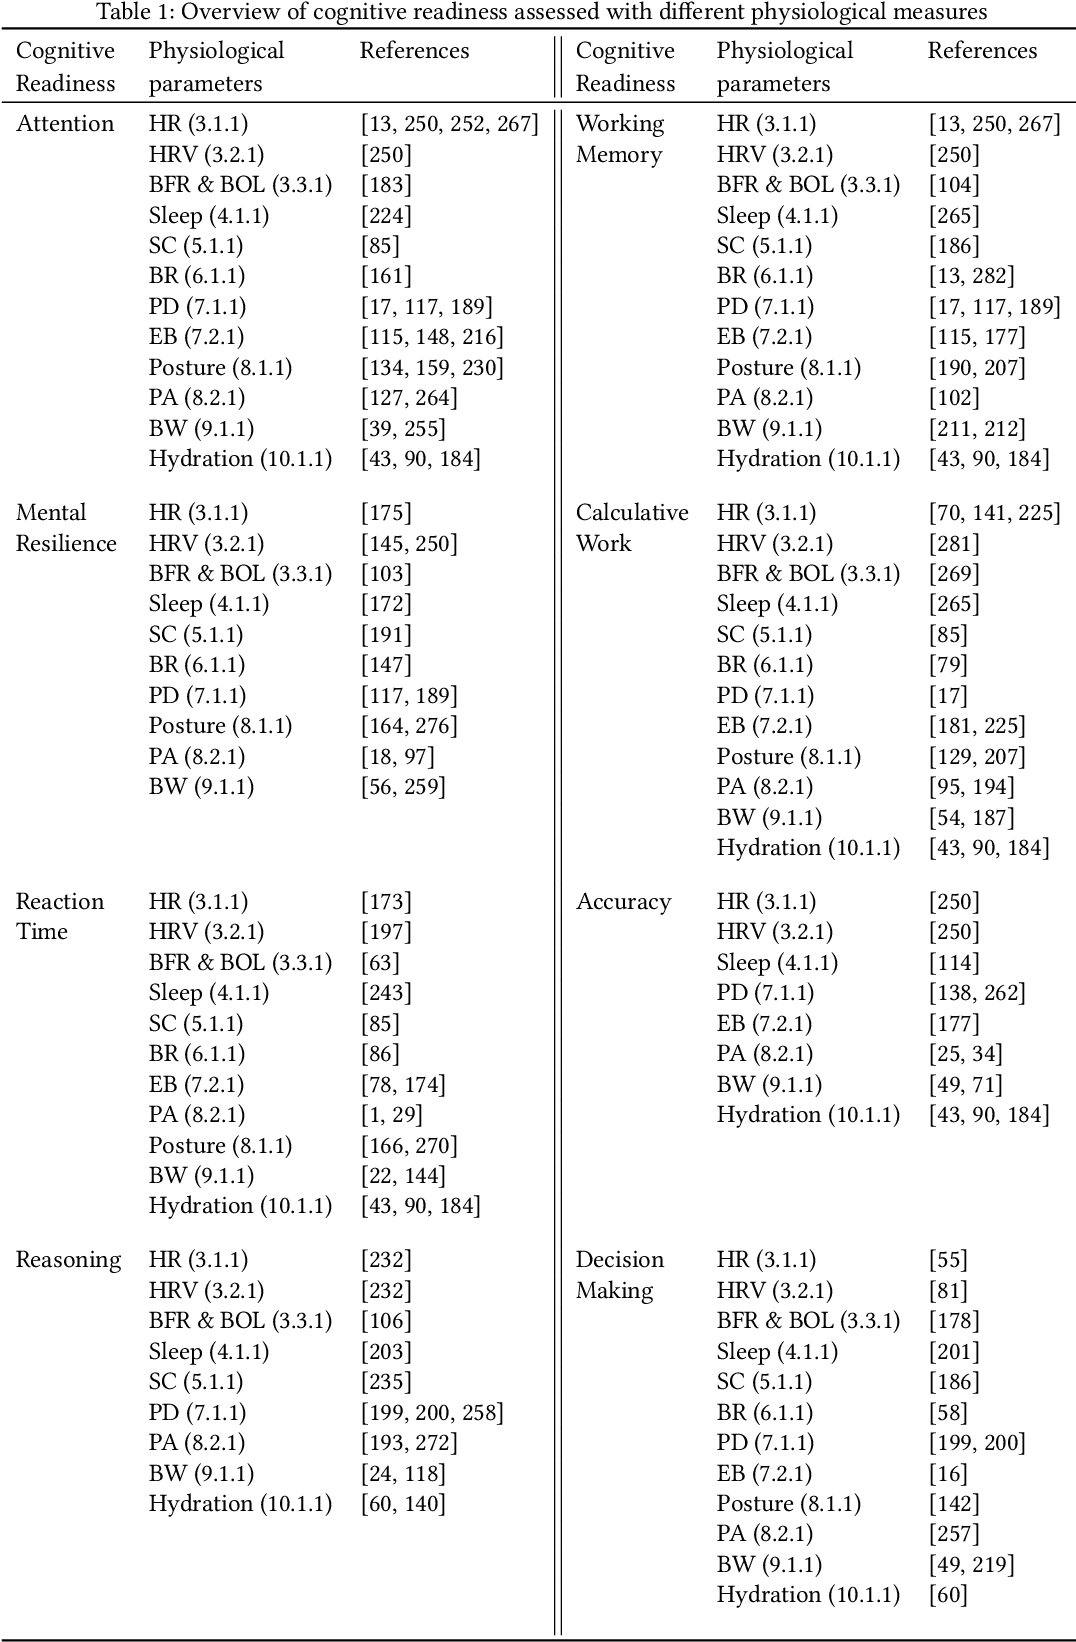 Table 1: Overview of cognitive readiness assessed with different physiological measures
Cognitive Physiological References Cognitive Physiological References
Readiness parameters Readiness parameters
Attention HR (3.1.1) [13, 250, 252, 267] Working HR (3.1.1) [13, 250, 267]
HRV (3.2.1) [250] Memory HRV (3.2.1) [250]
BFR & BOL (3.3.1) [183] BFR & BOL (3.3.1) [104]
Sleep (4.1.1) [224] Sleep (4.1.1) [265]
SC (5.1.1) [85] SC (5.1.1) [186]
BR (6.1.1) [161] BR (6.1.1) [13, 282]
PD (7.1.1) [17, 117, 189] PD (7.1.1) [17, 117, 189]
EB (7.2.1) [115, 148, 216] EB (7.2.1) [115, 177]
Posture (8.1.1) [134, 159, 230] Posture (8.1.1) [190, 207]
PA (8.2.1) [127, 264] PA (8.2.1) [102]
BW (9.1.1) [39, 255] BW (9.1.1) [211, 212]
Hydration (10.1.1) [43, 90, 184] Hydration (10.1.1) [43, 90, 184]
Mental HR (3.1.1) [175] Calculative HR (3.1.1) [70, 141, 225]
Resilience HRV (3.2.1) [145, 250] Work HRV (3.2.1) [281]
BFR & BOL (3.3.1) [103] BFR & BOL (3.3.1) [269]
Sleep (4.1.1) [172] Sleep (4.1.1) [265]
SC (5.1.1) [191] SC (5.1.1) [85]
BR (6.1.1) [147] BR (6.1.1) [79]
PD (7.1.1) [117, 189] PD (7.1.1) [17]
Posture (8.1.1) [164, 276] EB (7.2.1) [181, 225]
PA (8.2.1) [18, 97] Posture (8.1.1) [129, 207]
BW (9.1.1) [56, 259] PA (8.2.1) [95, 194]
BW (9.1.1) [54, 187]
Hydration (10.1.1) [43, 90, 184]
Reaction HR (3.1.1) [173] Accuracy HR (3.1.1) [250]
Time HRV (3.2.1) [197] HRV (3.2.1) [250]
BFR & BOL (3.3.1) [63] Sleep (4.1.1) [114]
Sleep (4.1.1) [243] PD (7.1.1) [138, 262]
SC (5.1.1) [85] EB (7.2.1) [177]
BR (6.1.1) [86] PA (8.2.1) [25, 34]
EB (7.2.1) [78, 174] BW (9.1.1) [49, 71]
PA (8.2.1) [1, 29] Hydration (10.1.1) [43, 90, 184]
Posture (8.1.1) [166, 270]
BW (9.1.1) [22, 144]
Hydration (10.1.1) [43, 90, 184]
Reasoning HR (3.1.1) [232] Decision HR (3.1.1) [55]
HRV (3.2.1) [232] Making HRV (3.2.1) [81]
BFR & BOL (3.3.1) [106] BFR & BOL (3.3.1) [178]
Sleep (4.1.1) [203] Sleep (4.1.1) [201]
SC (5.1.1) [235] SC (5.1.1) [186]
PD (7.1.1) [199, 200, 258] BR (6.1.1) [58]
PA (8.2.1) [193, 272] PD (7.1.1) [199, 200]
BW (9.1.1) [24, 118] EB (7.2.1) [16]
Hydration (10.1.1) [60, 140] Posture (8.1.1) [142]
PA (8.2.1) [257]
BW (9.1.1) [49, 219]
Hydration (10.1.1) [60]